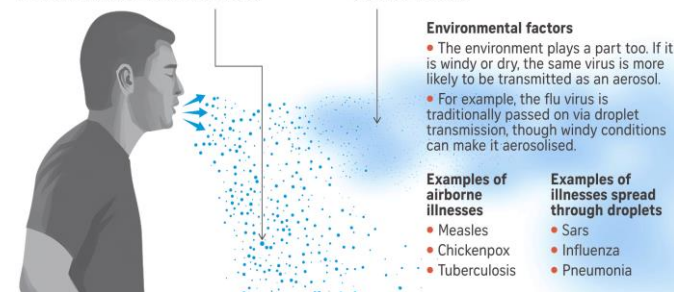 Environmental factors
• The environment plays a part too. If it
is windy or dry, the same virus is more
likely to be transmitted as an aerosol.
• For example, the flu virus is
traditionally passed on via droplet
transmission, though windy conditions
can make it aerosolised.
Examples of
airborne
illnesses
• Measles
• Chickenpox
• Tuberculosis
Examples of
illnesses spread
through droplets
• Sars
• Influenza
• Pneumonia